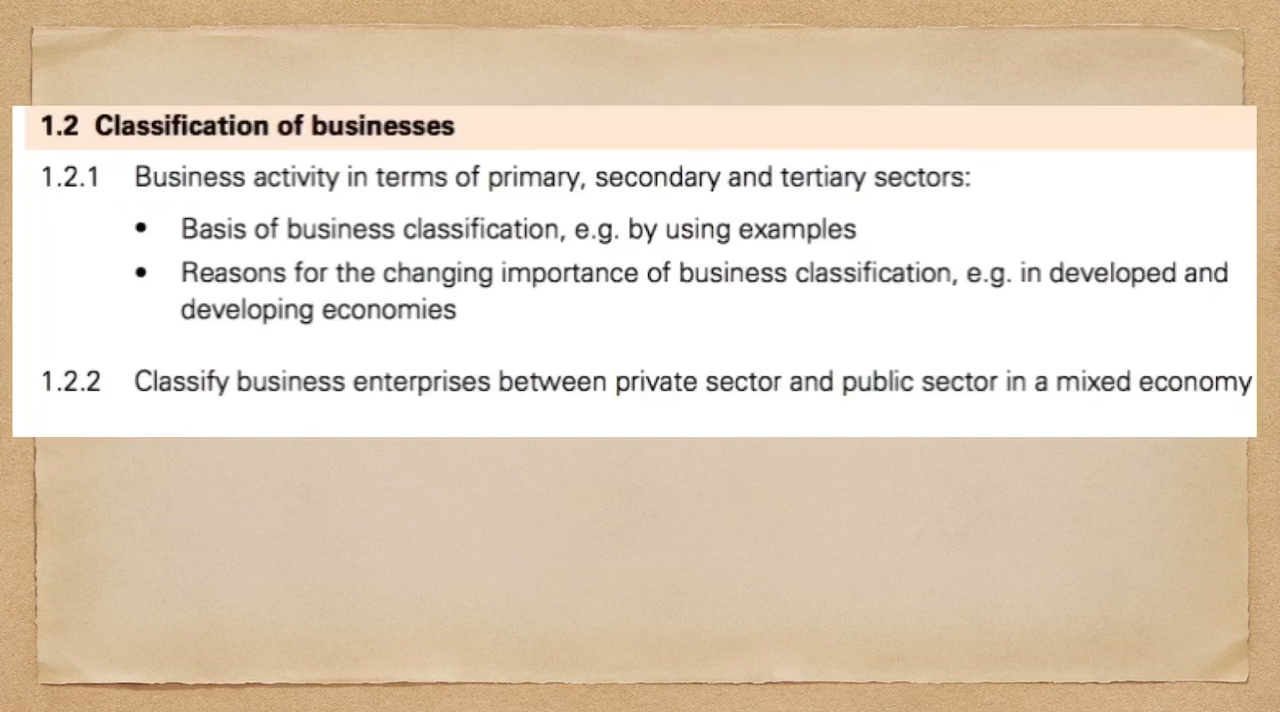 1.2 Classification of businesses
1.2.1 Business activity in terms of primary, secondary and tertiary sectors:
• Basis of business classification, e.g. by using examples
• Reasons for the changing importance of business classification, e.g. in developed and
developing economies
1.2.2 Classify business enterprises between private sector and public sector in a mixed economy